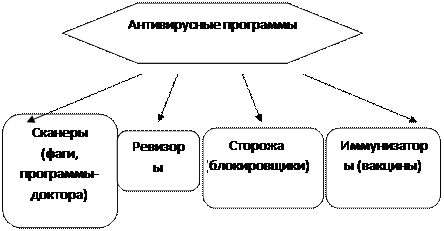 Антивирусные программы
Сканеры
(фаги,
программы-
доктора)
Ревизор
ы
Сторожа
(блокировщики)
Иммунизатор
ы (вакцины)